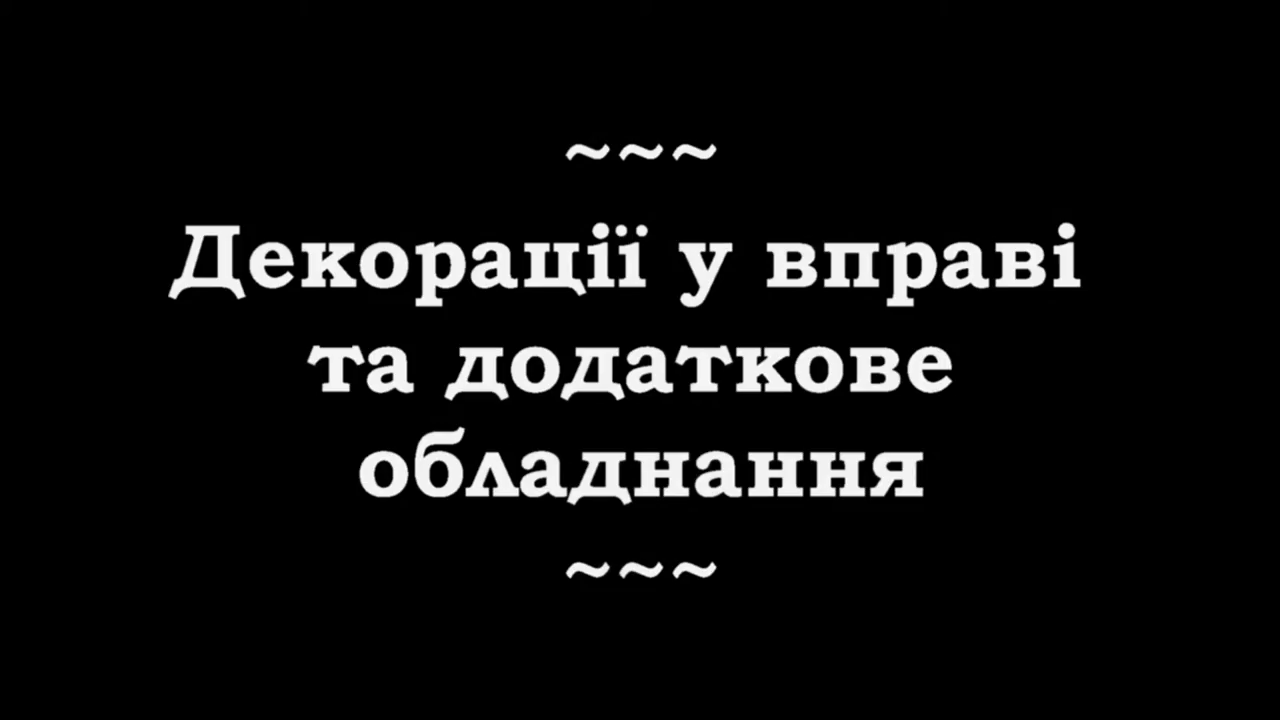 ~~~
Декорації у вправі
та додаткове
обладнання
~~~